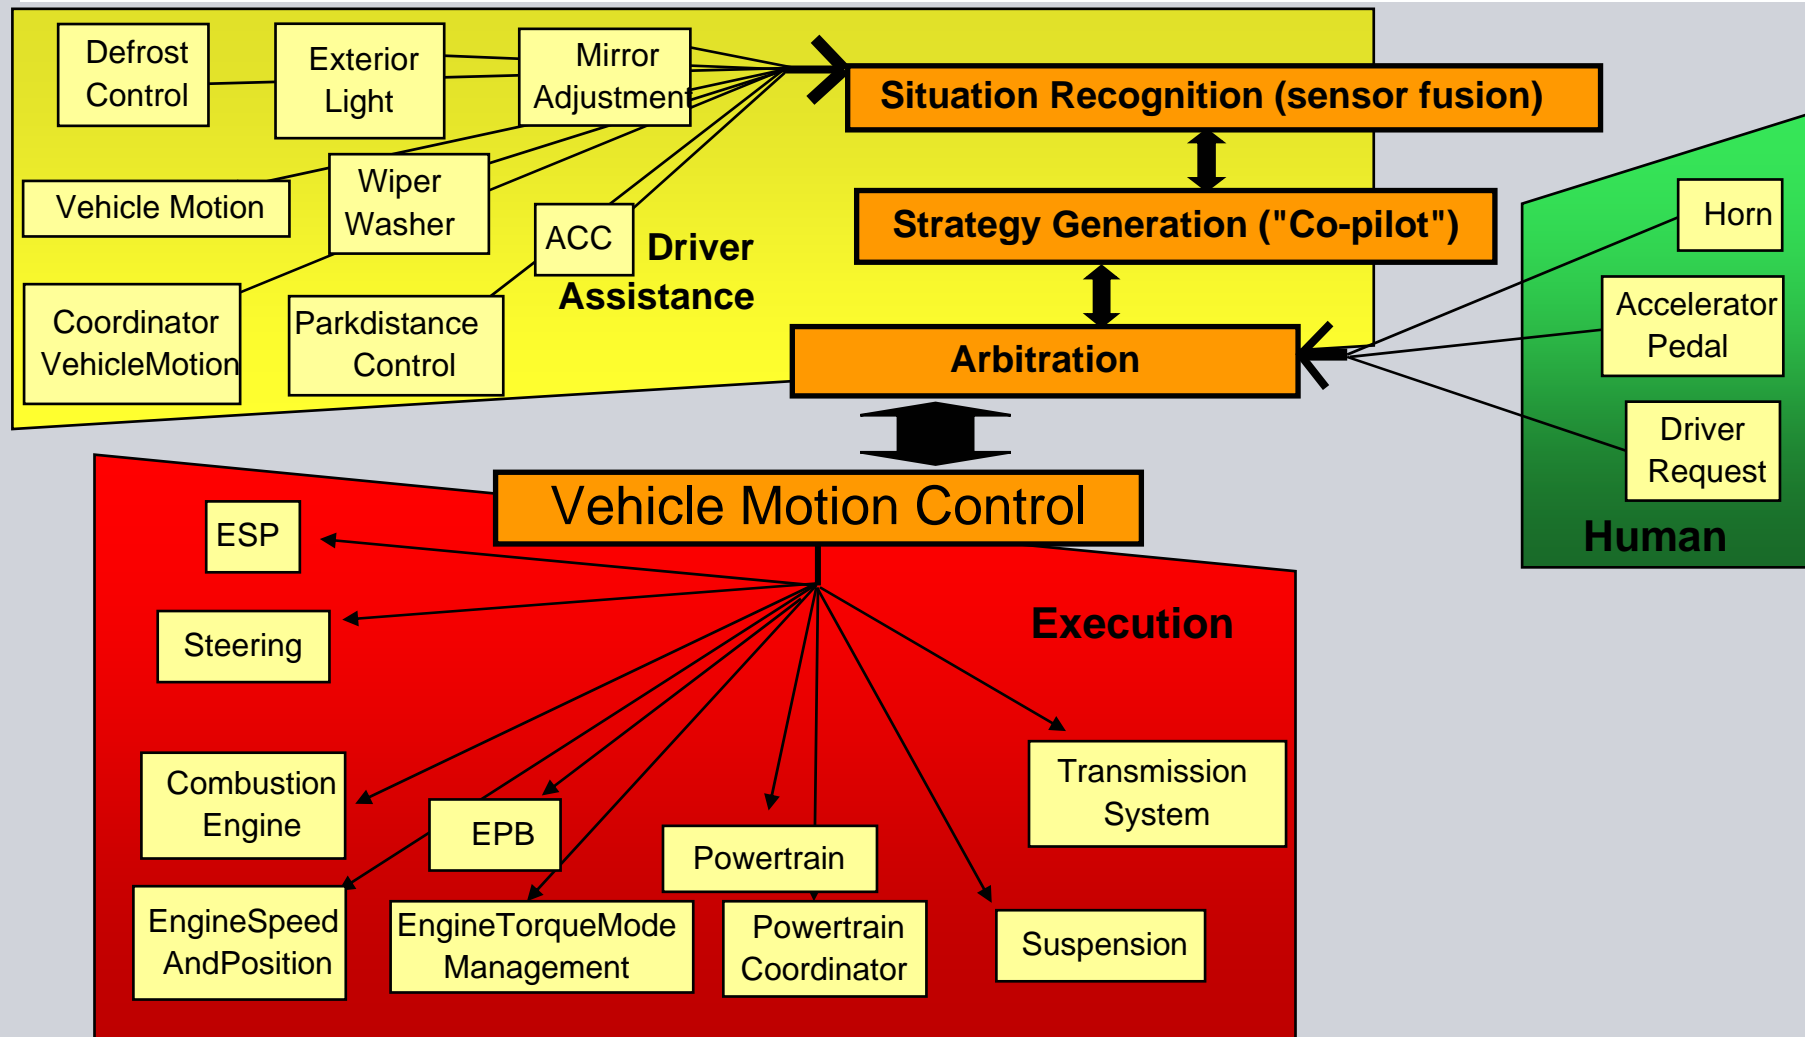 Defrost
Control
Exterior
Light
Mirror
Adjustment
Situation Recognition (sensor fusion)
Vehicle Motion
Wiper
Washer
ACC
Driver
Assistance
Strategy Generation ("Co-pilot")
Horn
Coordinator
VehicleMotion
Parkdistance
Control
Arbitration
Accelerator
Pedal
Driver
Request
Human
Vehicle Motion Control
ESP
Steering
Execution
Combustion
Engine
EPB
Powertrain
Transmission
System
EngineSpeed
AndPosition
EngineTorqueMode
Management
Powertrain
Coordinator
Suspension